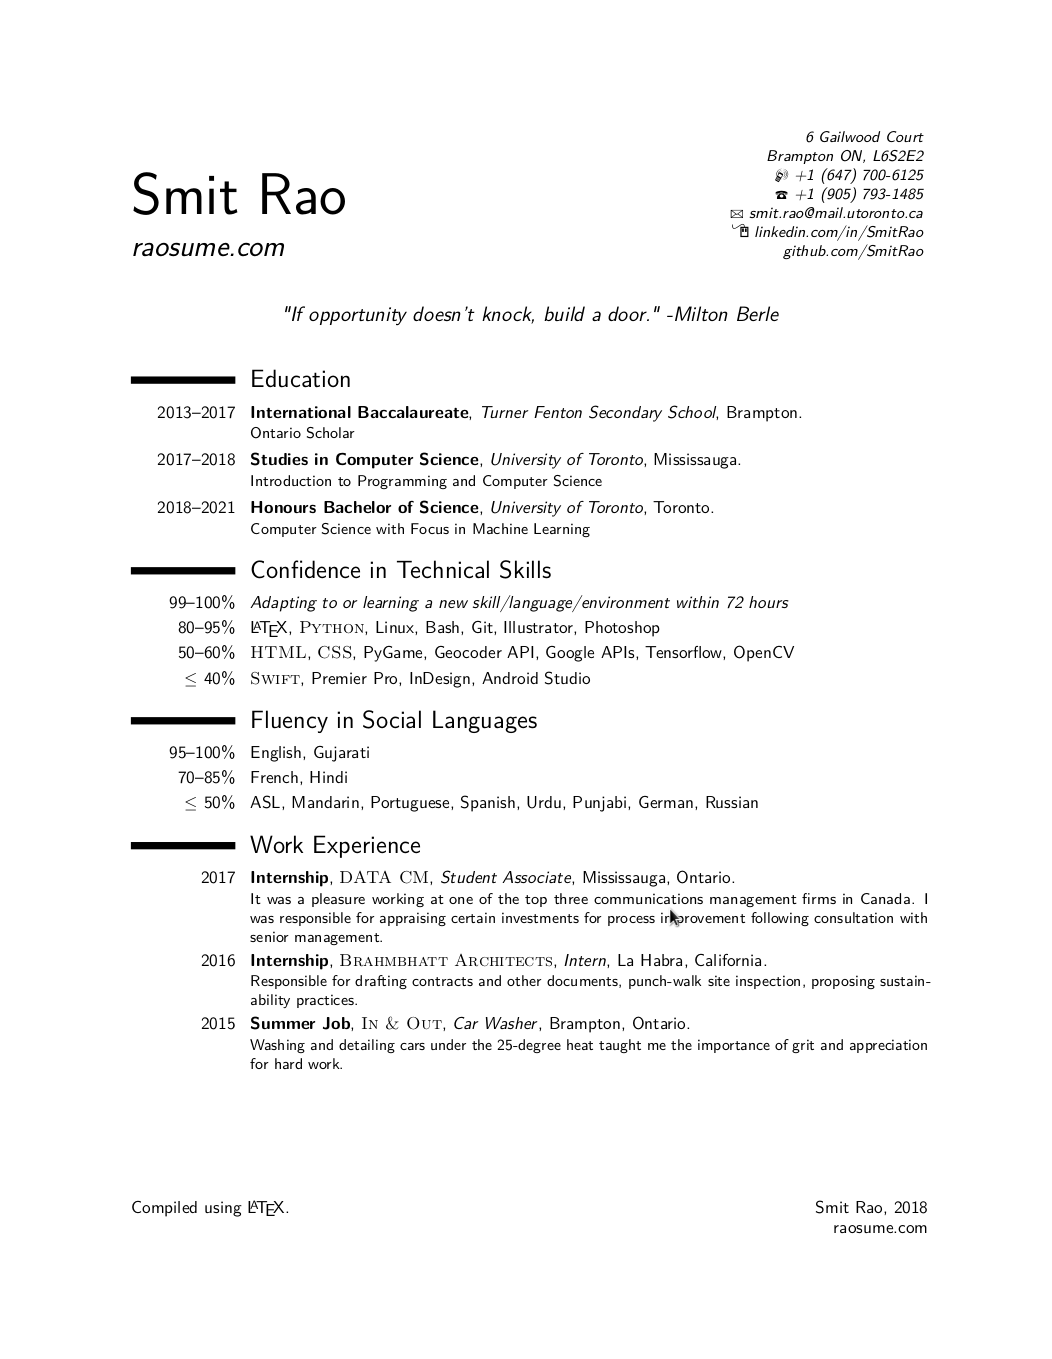 6 Gailwood Court
Brampton ON, L6S2E2
+1 (647) 700-6125
+1 (905) 793-1485
smit.rao@mail.utoronto.ca
linkedin.com/in/SmitRao
github.com/SmitRao
Smit Rao
raosume.com
"If opportunity doesn't knock, build a door." -Milton Berle
Education
2013–2017 International Baccalaureate, Turner Fenton Secondary School, Brampton.
Ontario Scholar
2017–2018 Studies in Computer Science, University of Toronto, Mississauga.
Introduction to Programming and Computer Science
2018–2021 Honours Bachelor of Science, University of Toronto, Toronto.
Computer Science with Focus in Machine Learning
Confidence in Technical Skills
99–100% Adapting to or learning a new skill/language/environment within 72 hours
80–95% LATEX, Python, Linux, Bash, Git, Illustrator, Photoshop
50–60% HTML, CSS, PyGame, Geocoder API, Google APIs, Tensorflow, OpenCV
≤ 40% Swift, Premier Pro, InDesign, Android Studio
Fluency in Social Languages
95–100% English, Gujarati
70–85% French, Hindi
≤ 50% ASL, Mandarin, Portuguese, Spanish, Urdu, Punjabi, German, Russian
Work Experience
2017 Internship, DATA CM, Student Associate, Mississauga, Ontario.
It was a pleasure working at one of the top three communications management firms in Canada. I
was responsible for appraising certain investments for process improvement following consultation with
senior management.
2016 Internship, Brahmbhatt Architects, Intern, La Habra, California.
Responsible for drafting contracts and other documents, punch-walk site inspection, proposing sustain-
ability practices.
2015 Summer Job, In & Out, Car Washer, Brampton, Ontario.
Washing and detailing cars under the 25-degree heat taught me the importance of grit and appreciation
for hard work.
Compiled using LATEX.
Smit Rao, 2018
raosume.com